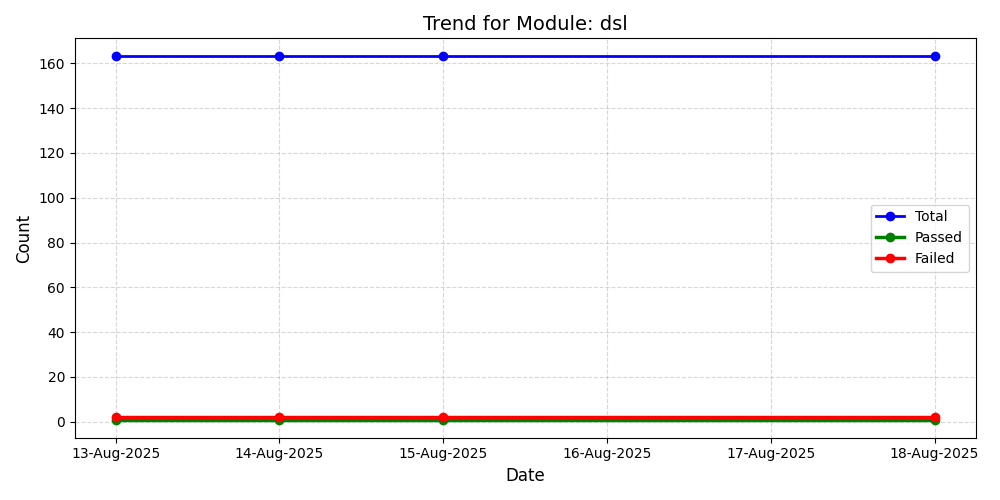 Trend for Module: dsl
Count
160
140
120
100
80
60
40
20
0
Total
Passed
Failed
13-Aug-2025 14-Aug-2025 15-Aug-2025 16-Aug-2025 17-Aug-2025 18-Aug-2025
Date